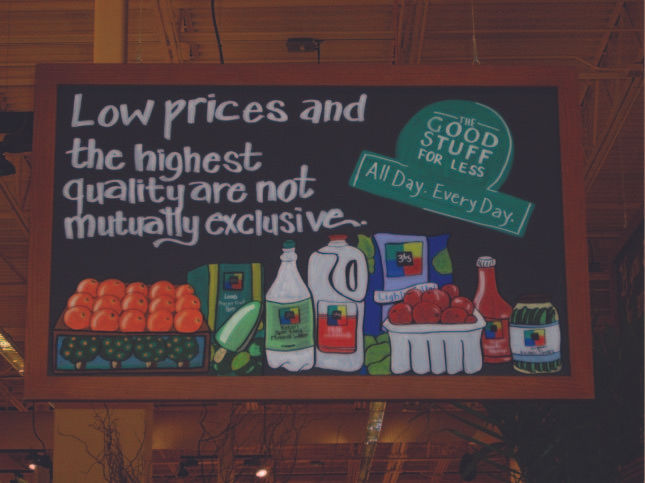 Low prices and
the highest
quality are not
mutually exclusive.
THE
GOOD
STUFF
FOR LESS
All Day. Every Day.
365